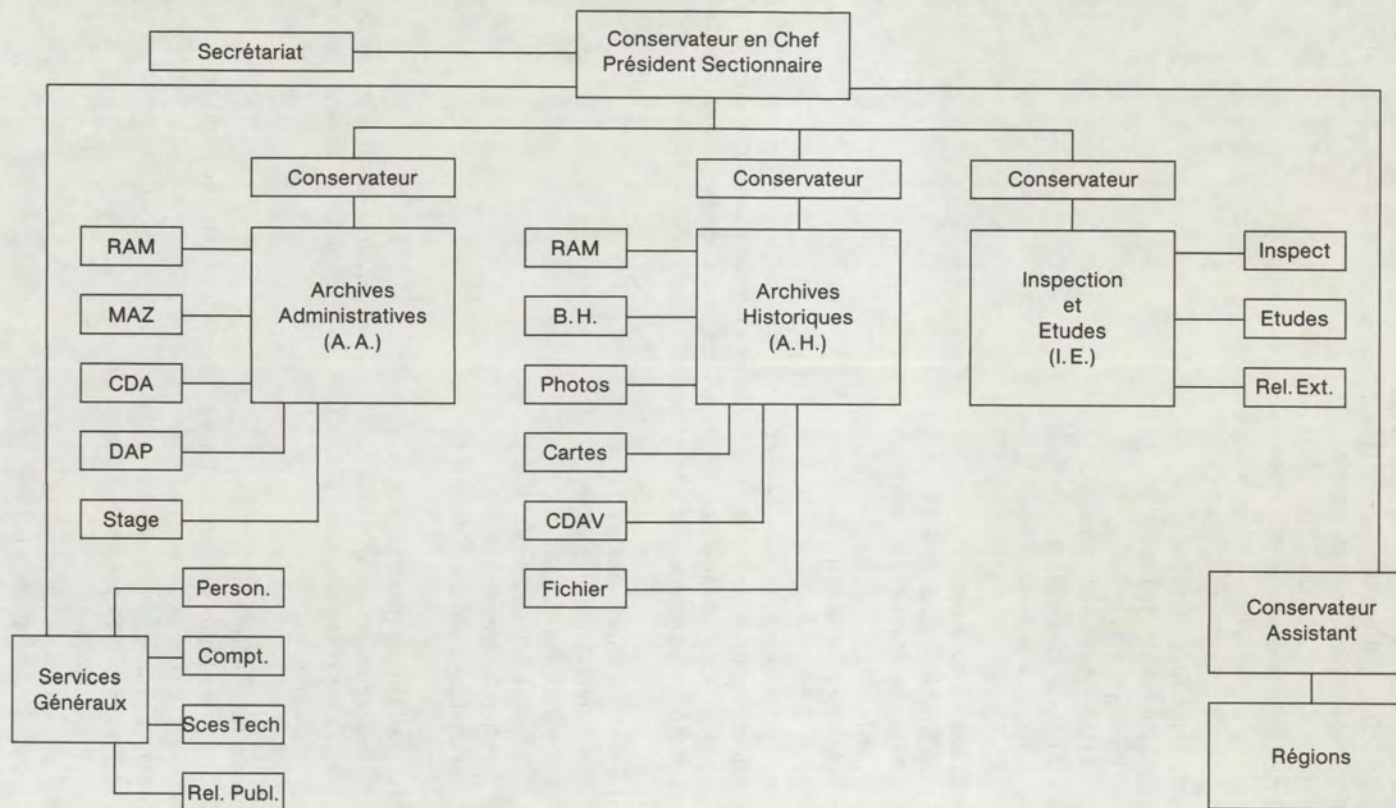 Secrétariat
Conservateur en Chef
Président Sectionnaire
Conservateur
Conservateur
Conservateur
RAM
MAZ
CDA
DAP
Stage
Archives
Administratives
(A. A.)
RAM
B. H.
Photos
Cartes
CDAV
Fichier
Archives
Historiques
(A. H.)
Inspection
et
Etudes
(I. E.)
Inspect
Etudes
Rel. Ext.
Services
Généraux
Person.
Compt.
Sces Tech
Rel. Publ.
Conservateur
Assistant
Régions